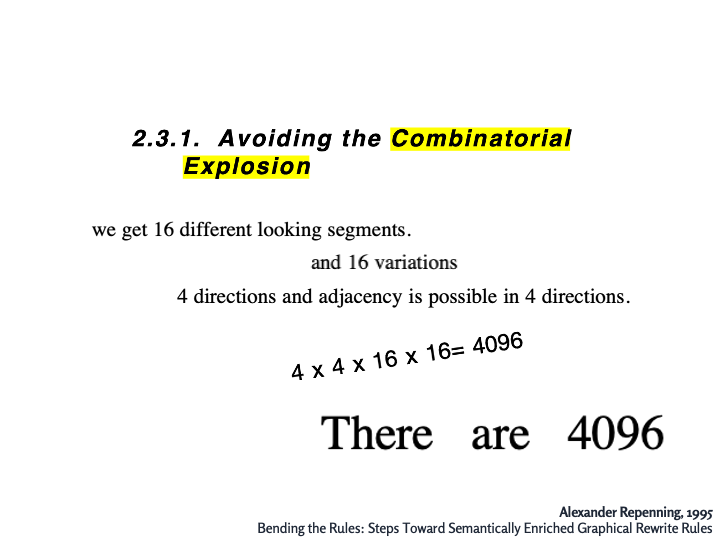 2.3.1. Avoiding the Combinatorial
Explosion
we get 16 different looking segments.
and 16 variations
4 directions and adjacency is possible in 4 directions.
4 x 4 x 16 x 16= 4096
There are 4096
Alexander Repenning, 1995
Bending the Rules: Steps Toward Semantically Enriched Graphical Rewrite Rules